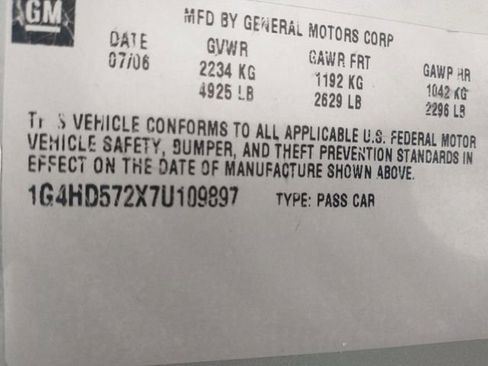 GM
MFD BY GENERAL MOTORS CORP
DATE GVWR GAWR FRT GAWP RR
07/06 2234 KG 1192 KG 1042 KG
4925 LB 2629 LB 2296 LB
THIS VEHICLE CONFORMS TO ALL APPLICABLE U.S. FEDERAL MOTOR
VEHICLE SAFETY, BUMPER, AND THEFT PREVENTION STANDARDS IN
EFFECT ON THE DATE OF MANUFACTURE SHOWN ABOVE.
1G4HD572X7U109897 TYPE: PASS CAR